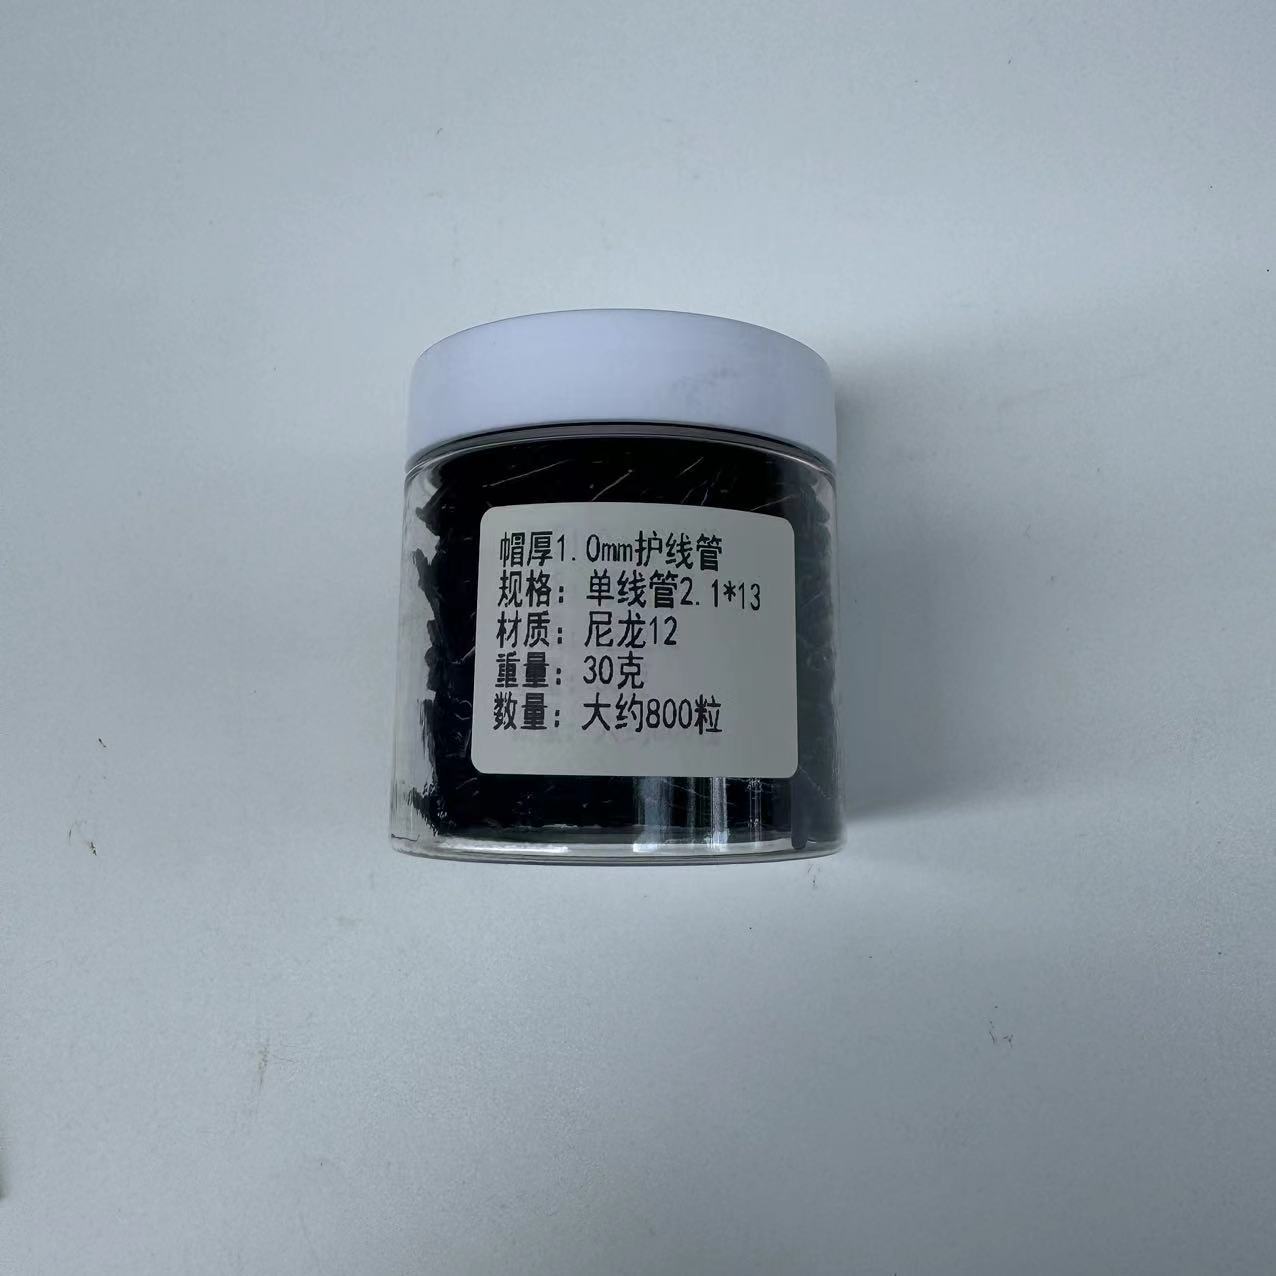 帽厚1.0mm护线管
规格：单线管2.1*13
材质：尼龙12
重量：30克
数量：大约800粒